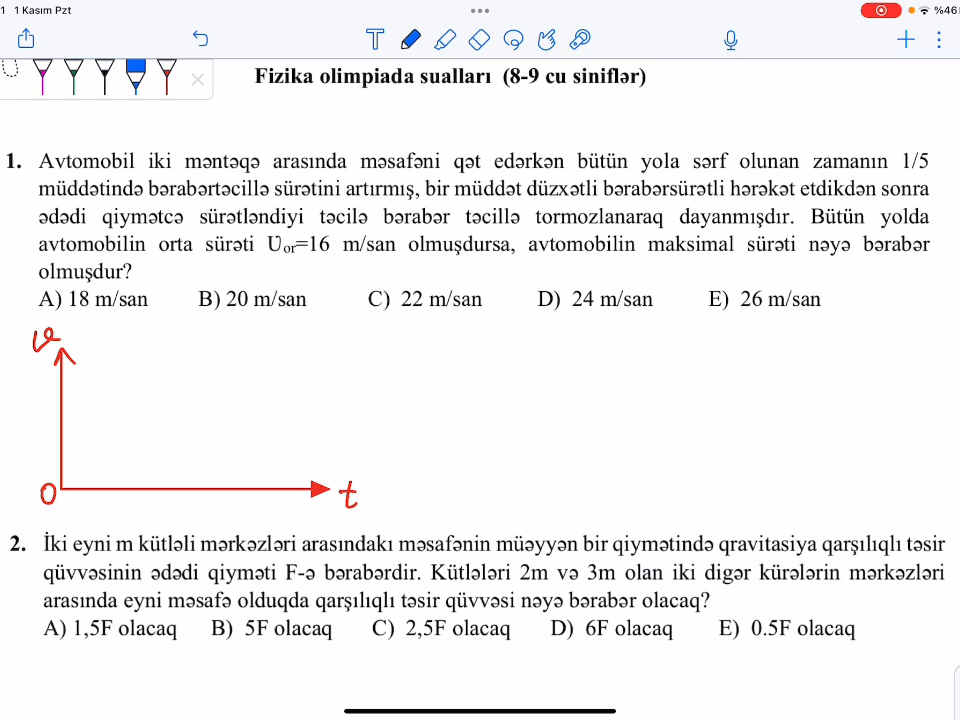 1 1 Kasım Pzt %46
Fizika olimpiada sualları (8-9 cu siniflər)
1. Avtomobil iki məntəqə arasında məsafəni qət edərkən bütün yola sərf olunan zamanın 1/5
müddətində bərabərtəcillə sürətini artırmış, bir müddət düzxətli bərabərsürətli hərəkət etdikdən sonra
ədədi qiymətcə sürətləndiyi təcilə bərabər təcillə tormozlanaraq dayanmışdır. Bütün yolda
avtomobilin orta sürəti Uor=16 m/san olmuşdursa, avtomobilin maksimal sürəti nəyə bərabər
olmuşdur?
A) 18 m/san B) 20 m/san C) 22 m/san D) 24 m/san E) 26 m/san
v
0 t
2. İki eyni m kütləli mərkəzləri arasındakı məsafənin müəyyən bir qiymətində qravitasiya qarşılıqlı təsir
qüvvəsinin ədədi qiyməti F-ə bərabərdir. Kütlələri 2m və 3m olan iki digər kürələrin mərkəzləri
arasında eyni məsafə olduqda qarşılıqlı təsir qüvvəsi nəyə bərabər olacaq?
A) 1,5F olacaq B) 5F olacaq C) 2,5F olacaq D) 6F olacaq E) 0.5F olacaq